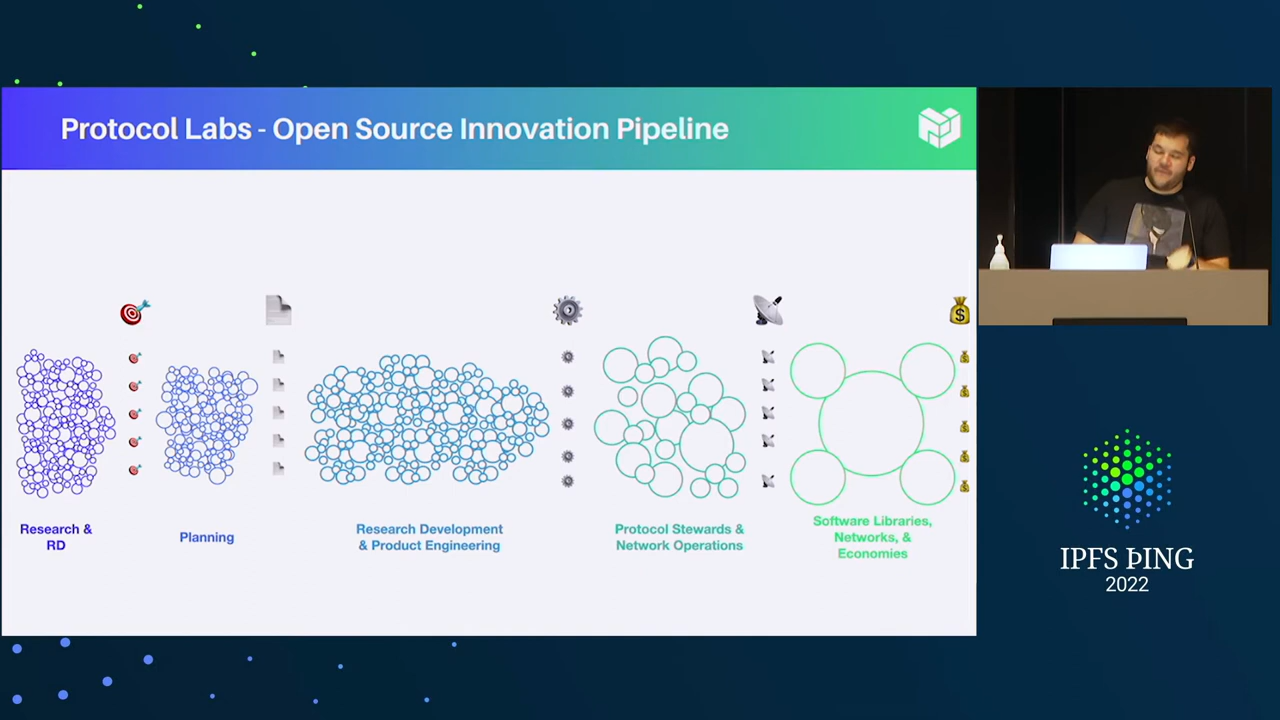 Protocol Labs - Open Source Innovation Pipeline
Research &
RD
Planning
Research Development
& Product Engineering
Protocol Stewards &
Network Operations
Software Libraries,
Networks, &
Economies
IPFS ÞING
2022